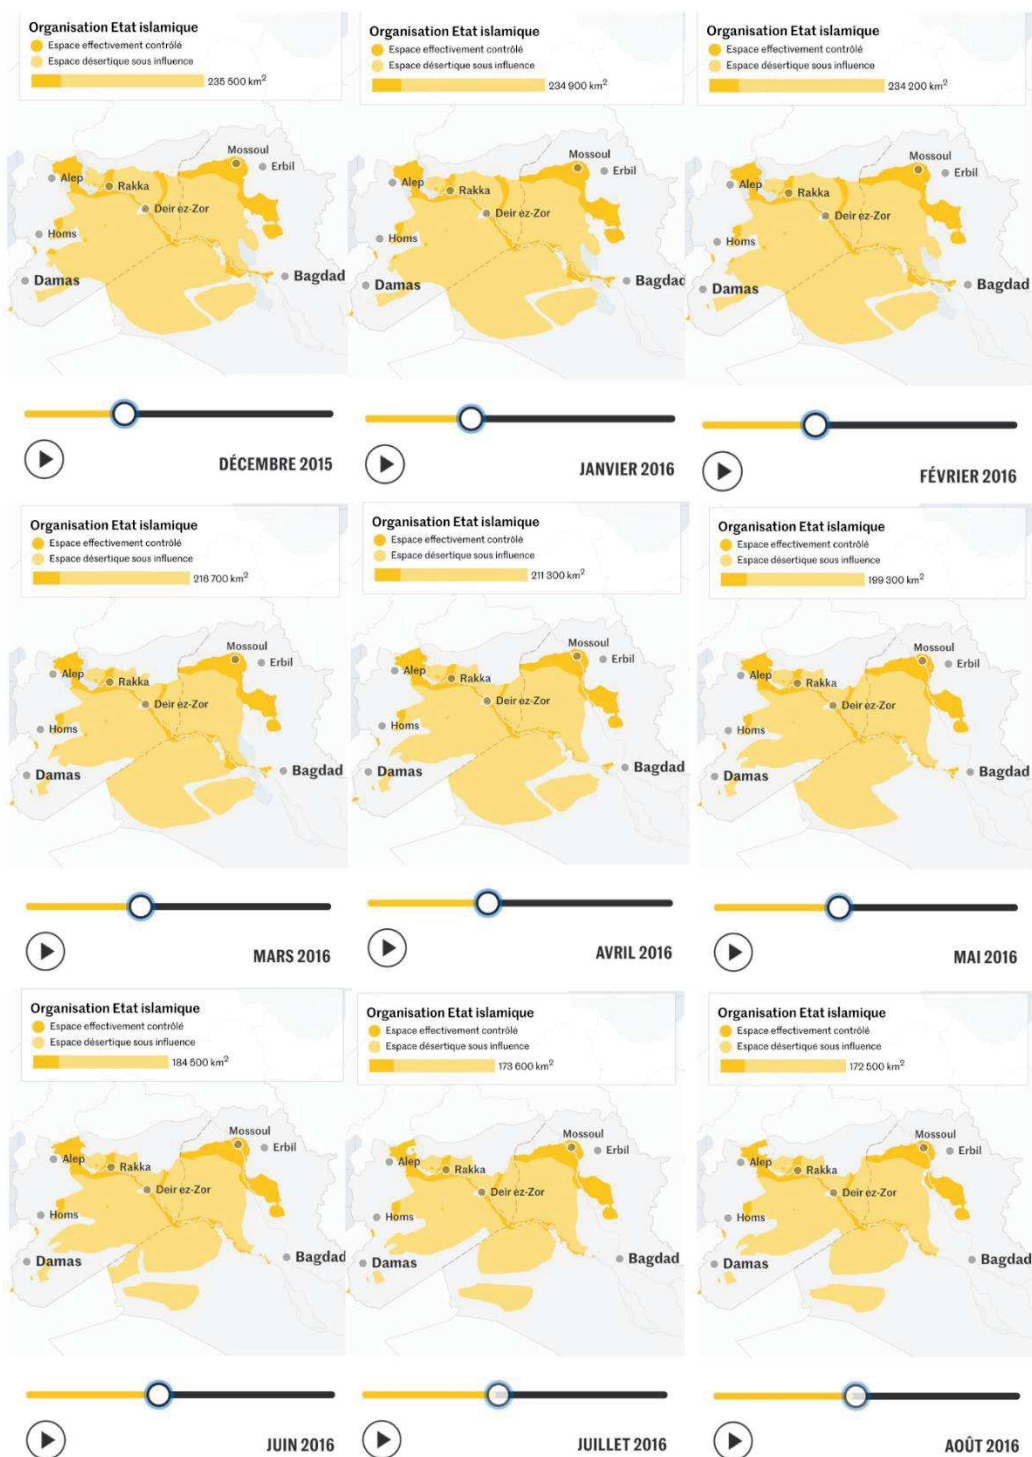 Organisation Etat islamique
Espace effectivement contrôlé
Espace désertique sous influence
235 500 km²
Mossoul
Erbil
Alep
Rakka
Deir ez-Zor
Homs
Damas
Bagdad
DÉCEMBRE 2015
Organisation Etat islamique
Espace effectivement contrôlé
Espace désertique sous influence
234 900 km²
Mossoul
Erbil
Alep
Rakka
Deir ez-Zor
Homs
Damas
Bagdad
JANVIER 2016
Organisation Etat islamique
Espace effectivement contrôlé
Espace désertique sous influence
234 200 km²
Mossoul
Erbil
Alep
Rakka
Deir ez-Zor
Homs
Damas
Bagdad
FÉVRIER 2016
Organisation Etat islamique
Espace effectivement contrôlé
Espace désertique sous influence
216 700 km²
Mossoul
Erbil
Alep
Rakka
Deir ez-Zor
Homs
Damas
Bagdad
MARS 2016
Organisation Etat islamique
Espace effectivement contrôlé
Espace désertique sous influence
211 300 km²
Mossoul
Erbil
Alep
Rakka
Deir ez-Zor
Homs
Damas
Bagdad
AVRIL 2016
Organisation Etat islamique
Espace effectivement contrôlé
Espace désertique sous influence
199 300 km²
Mossoul
Erbil
Alep
Rakka
Deir ez-Zor
Homs
Damas
Bagdad
MAI 2016
Organisation Etat islamique
Espace effectivement contrôlé
Espace désertique sous influence
184 500 km²
Mossoul
Erbil
Alep
Rakka
Deir ez-Zor
Homs
Damas
Bagdad
JUIN 2016
Organisation Etat islamique
Espace effectivement contrôlé
Espace désertique sous influence
173 600 km²
Mossoul
Erbil
Alep
Rakka
Deir ez-Zor
Homs
Damas
Bagdad
JUILLET 2016
Organisation Etat islamique
Espace effectivement contrôlé
Espace désertique sous influence
172 500 km²
Mossoul
Erbil
Alep
Rakka
Deir ez-Zor
Homs
Damas
Bagdad
AOÛT 2016